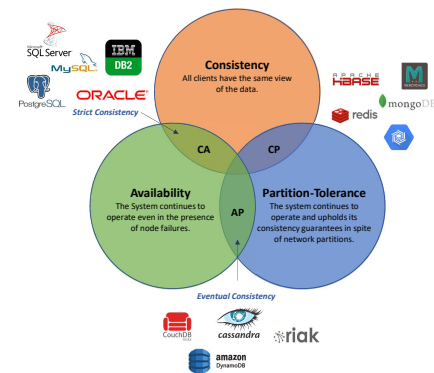 Microsoft
SQL Server
MySQL
IBM
DB2
PostgreSQL
ORACLE
Strict Consistency
Consistency
All clients have the same view
of the data.
APACHE
HBASE
redis
mongoDB
CA
CP
AP
Availability
The System continues to
operate even in the presence
of node failures.
Partition-Tolerance
The system continues to
operate and upholds its
consistency guarantees in spite
of network partitions.
Eventual Consistency
CouchDB
cassandra
riak
amazon
DynamoDB